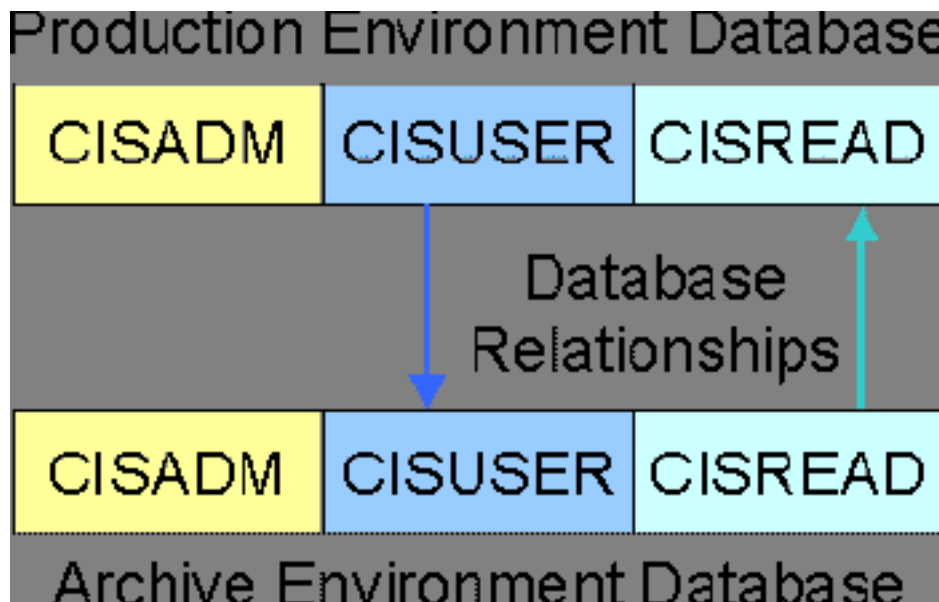 Production Environment Database
CISADM CISUSER CISREAD
Database
Relationships
CISADM CISUSER CISREAD
Archive Environment Database